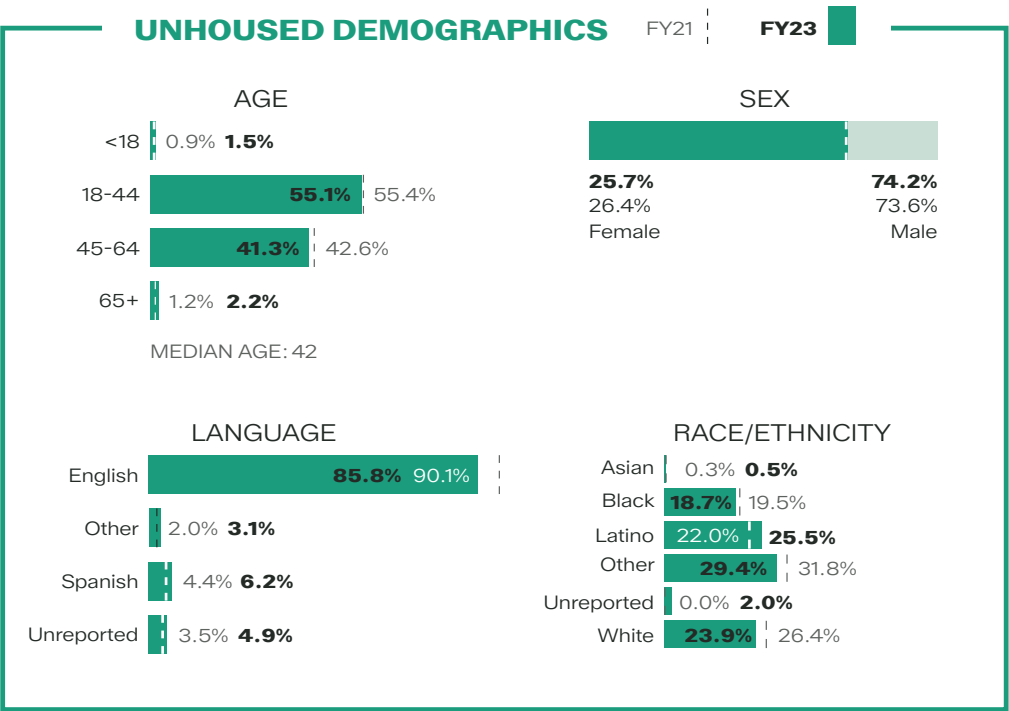 UNHOUSED DEMOGRAPHICS FY21 FY23
AGE
<18 0.9% 1.5%
18-44 55.1% 55.4%
45-64 41.3% 42.6%
65+ 1.2% 2.2%
MEDIAN AGE: 42
SEX
25.7% 74.2%
26.4% 73.6%
Female Male
LANGUAGE
English 85.8% 90.1%
Other 2.0% 3.1%
Spanish 4.4% 6.2%
Unreported 3.5% 4.9%
RACE/ETHNICITY
Asian 0.3% 0.5%
Black 18.7% 19.5%
Latino 22.0% 25.5%
Other 29.4% 31.8%
Unreported 0.0% 2.0%
White 23.9% 26.4%